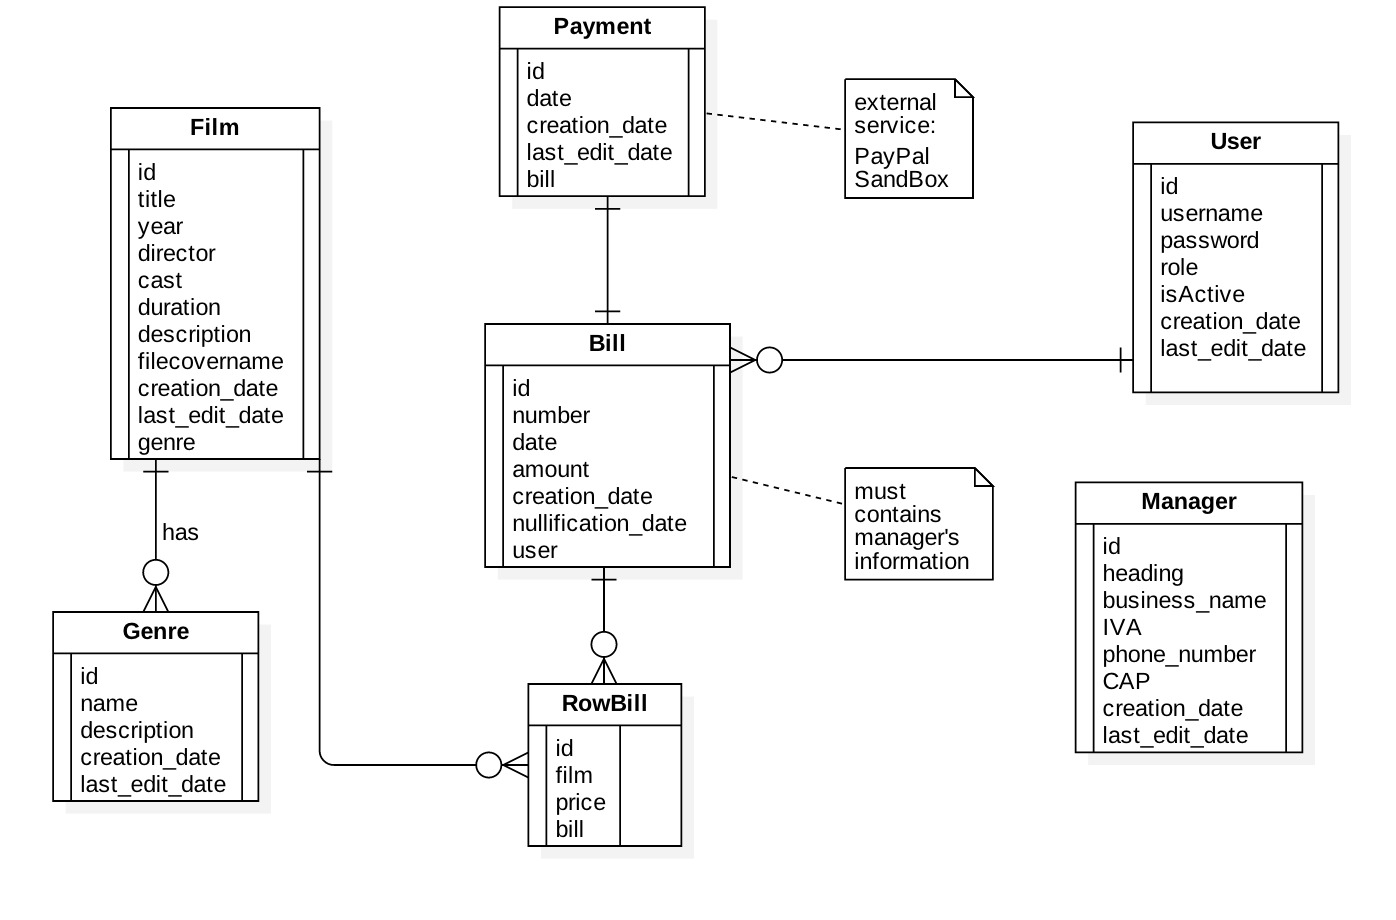 Payment
id
date
creation_date
last_edit_date
bill
external
service:
PayPal
SandBox
Film
id
title
year
director
cast
duration
description
filecovername
creation_date
last_edit_date
genre
User
id
username
password
role
isActive
creation_date
last_edit_date
Bill
id
number
date
amount
creation_date
nullification_date
user
must
contains
manager's
information
Manager
id
heading
business_name
IVA
phone_number
CAP
creation_date
last_edit_date
has
Genre
id
name
description
creation_date
last_edit_date
RowBill
id
film
price
bill